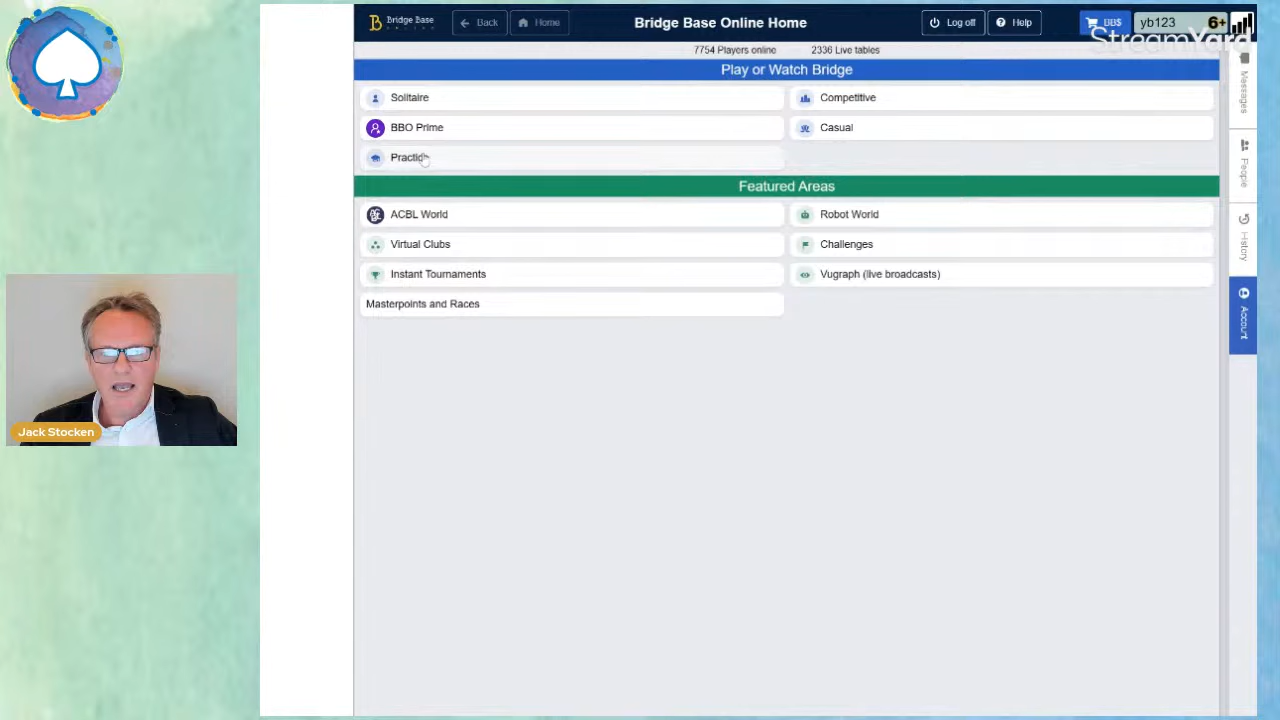 Bridge Base
Back
Home
Bridge Base Online Home
Log off
Help
BB$
yb123
6+
StreamYard
7754 Players online
2336 Live tables
Play or Watch Bridge
Solitaire
Competitive
BBO Prime
Casual
Practice
Featured Areas
ACBL World
Robot World
Virtual Clubs
Challenges
Instant Tournaments
Vugraph (live broadcasts)
Masterpoints and Races
Messages
People
History
Account
Jack Stocken